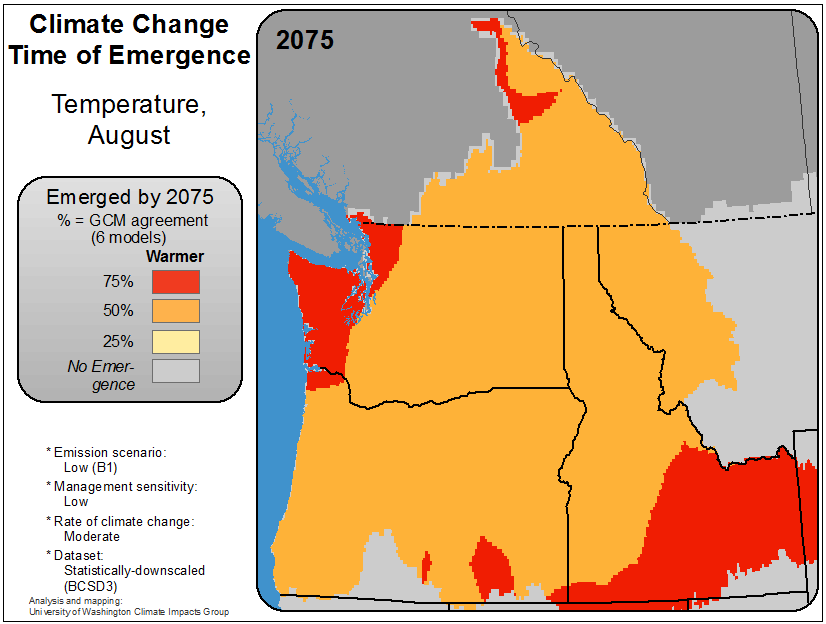 Climate Change
Time of Emergence
Temperature,
August
Emerged by 2075
% = GCM agreement
(6 models)
Warmer
75%
50%
25%
No Emer-
gence
* Emission scenario:
Low (B1)
* Management sensitivity:
Low
* Rate of climate change:
Moderate
* Dataset:
Statistically-downscaled
(BCSD3)
Analysis and mapping:
University of Washington Climate Impacts Group
2075